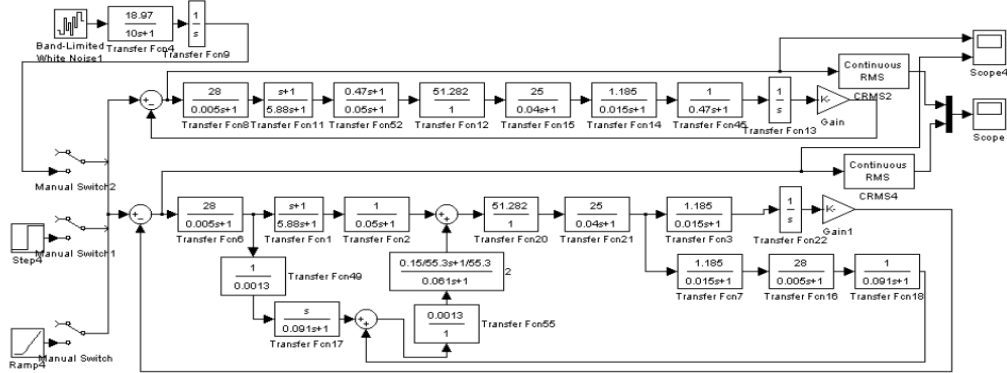 18.97
10s+1
1
s
Band-Limited
White Noise1
Transfer Fcn4
Transfer Fcn9
Scope4
Continuous
RMS
CRMS2
28
0.005s+1
s+1
5.88s+1
0.47s+1
0.05s+1
51.282
1
25
0.04s+1
1.185
0.015s+1
1
0.47s+1
1
s
K-
Transfer Fcn8
Transfer Fcn11
Transfer Fcn52
Transfer Fcn12
Transfer Fcn15
Transfer Fcn14
Transfer Fcn45
Transfer Fcn13
Gain
Scope
Manual Switch2
Continuous
RMS
CRMS4
28
0.005s+1
s+1
5.88s+1
1
0.05s+1
51.282
1
25
0.04s+1
1.185
0.015s+1
1
s
K-
Transfer Fcn6
Transfer Fcn1
Transfer Fcn2
Transfer Fcn20
Transfer Fcn21
Transfer Fcn3
Transfer Fcn22
Gain1
Manual Switch1
Step4
1
0.0013
Transfer Fcn49
0.15/55.3s+1/55.3
0.061s+1
2
1.185
0.015s+1
28
0.005s+1
1
0.091s+1
Transfer Fcn7
Transfer Fcn16
Transfer Fcn18
s
0.091s+1
Transfer Fcn17
0.0013
1
Transfer Fcn55
Manual Switch
Ramp4